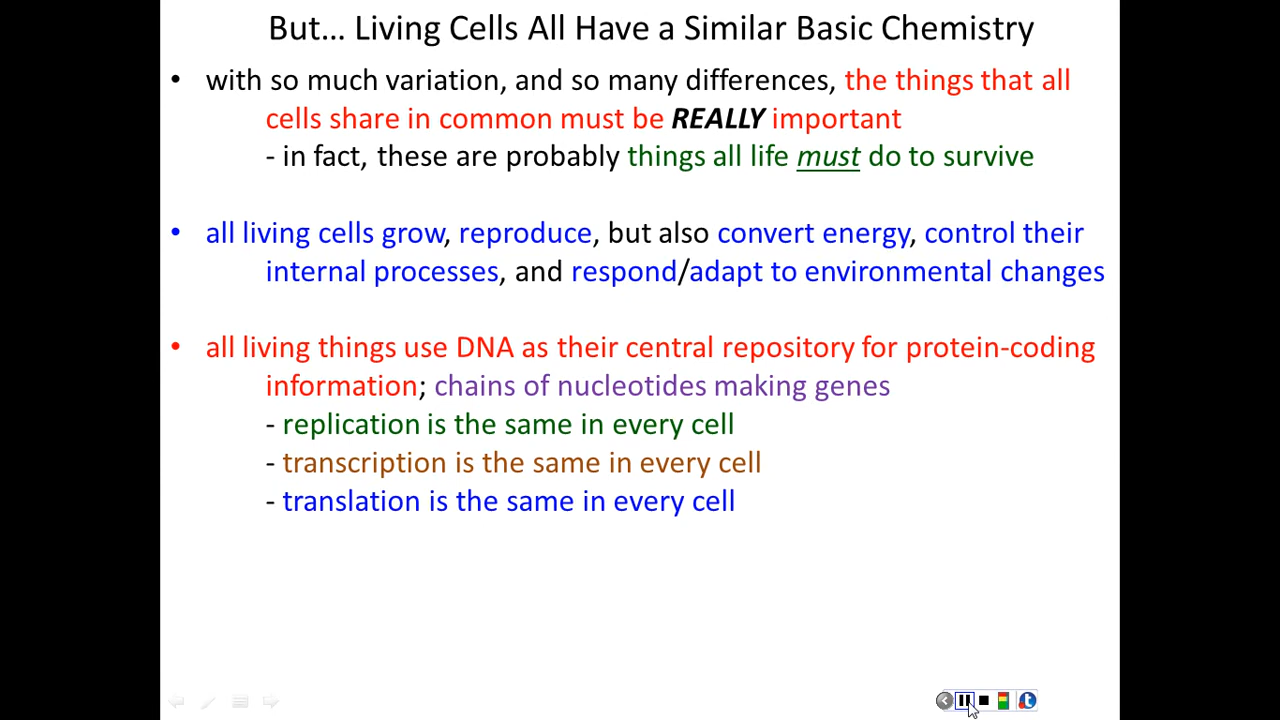 But... Living Cells All Have a Similar Basic Chemistry
• with so much variation, and so many differences, the things that all
cells share in common must be REALLY important
- in fact, these are probably things all life must do to survive
• all living cells grow, reproduce, but also convert energy, control their
internal processes, and respond/adapt to environmental changes
• all living things use DNA as their central repository for protein-coding
information; chains of nucleotides making genes
- replication is the same in every cell
- transcription is the same in every cell
- translation is the same in every cell